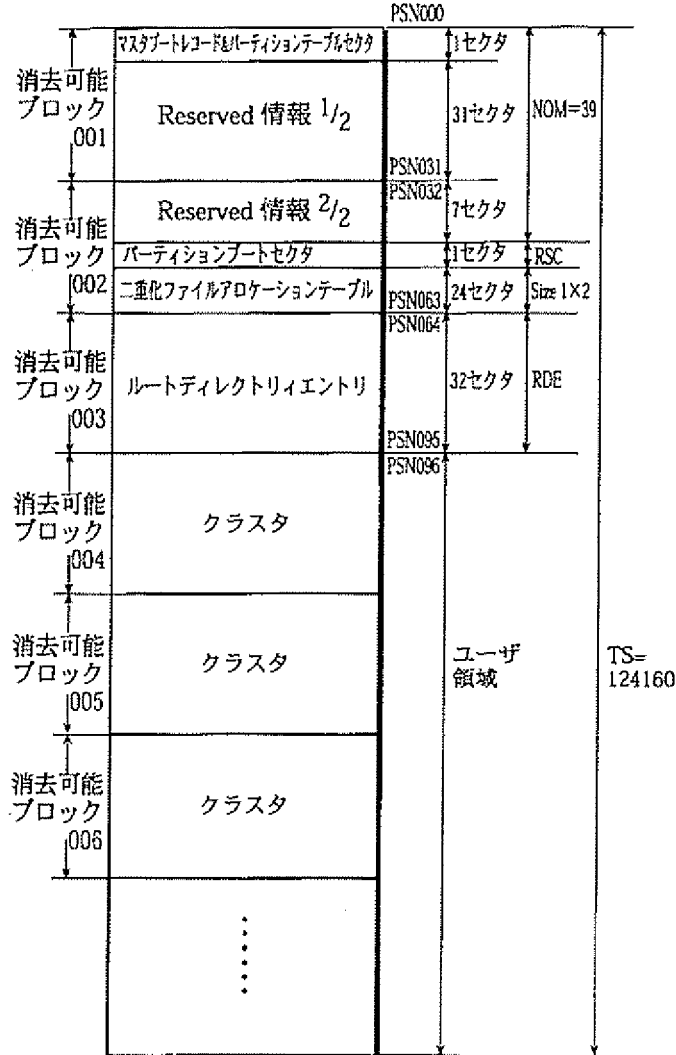 PSN000
マスタブートレコード&パーティションテーブルセクタ
1セクタ
消去可能
ブロック
001
Reserved 情報 1/2
31セクタ
NOM=39
PSN031
PSN032
消去可能
ブロック
002
Reserved 情報 2/2
7セクタ
パーティションブートセクタ
1セクタ
RSC
二重化ファイルアロケーションテーブル
PSN063
24セクタ
Size 1×2
PSN064
消去可能
ブロック
003
ルートディレクトリィエントリ
32セクタ
RDE
PSN095
PSN096
消去可能
ブロック
004
クラスタ
消去可能
ブロック
005
クラスタ
ユーザ
領域
TS=
124160
消去可能
ブロック
006
クラスタ